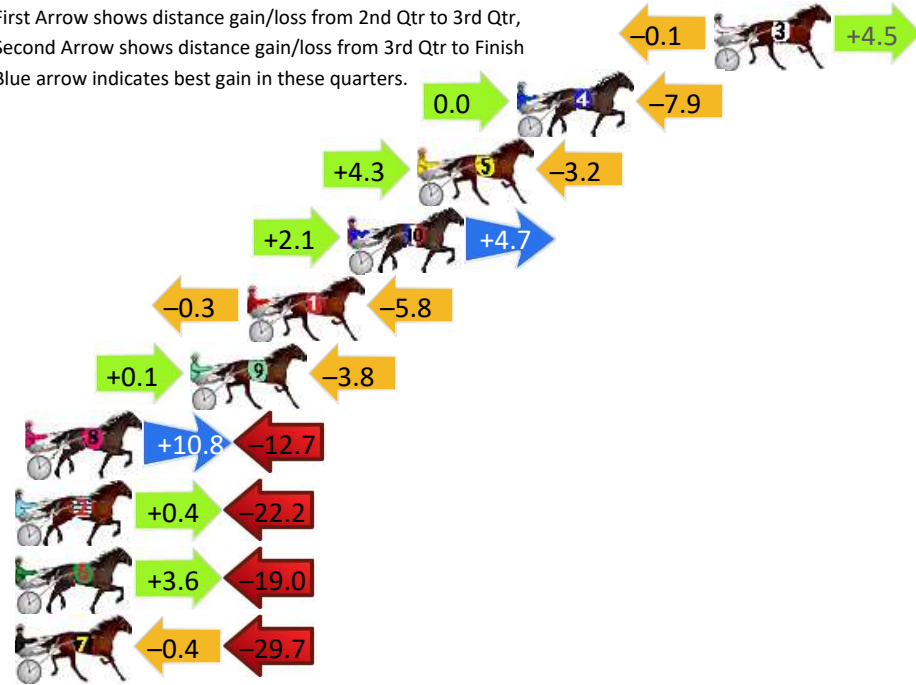 First Arrow shows distance gain/loss from 2nd Qtr to 3rd Qtr,
Second Arrow shows distance gain/loss from 3rd Qtr to Finish
Blue arrow indicates best gain in these quarters.
–0.1 3 +4.5
0.0 4 –7.9
+4.3 5 –3.2
+2.1 10 +4.7
–0.3 1 –5.8
+0.1 9 –3.8
8 +10.8 –12.7
2 +0.4 –22.2
6 +3.6 –19.0
7 –0.4 –29.7